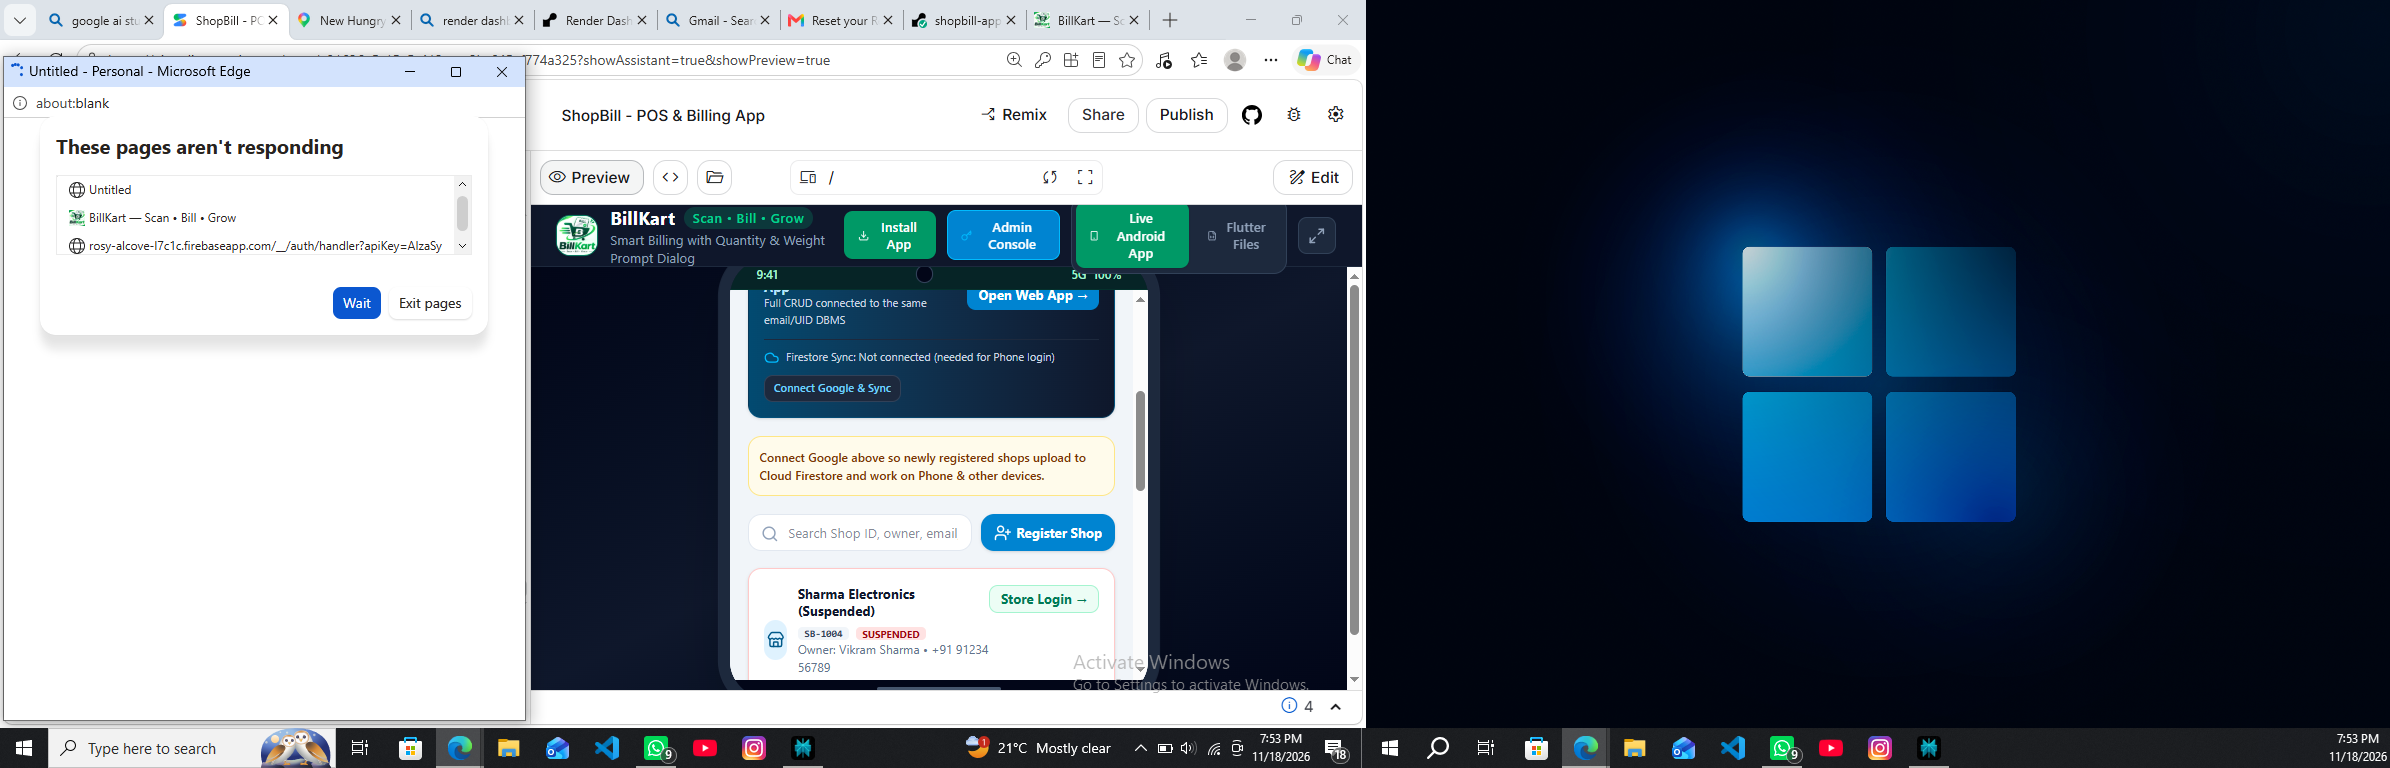 google ai stu
ShopBill - PO
New Hungry
render dashb
Render Dash
Gmail - Sear
Reset your R
shopbill-app
BillKart — Sc
774a325?showAssistant=true&showPreview=true
Chat
Untitled - Personal - Microsoft Edge
about:blank
These pages aren't responding
Untitled
BillKart — Scan • Bill • Grow
rosy-alcove-l7c1c.firebaseapp.com/__/auth/handler?apiKey=AlzaSy
Wait
Exit pages
ShopBill - POS & Billing App
Remix
Share
Publish
Preview
/
Edit
BillKart
Scan • Bill • Grow
Smart Billing with Quantity & Weight
Prompt Dialog
Install
App
Admin
Console
Live
Android
App
Flutter
Files
9:41
5G 100%
App
Full CRUD connected to the same
email/UID DBMS
Open Web App →
Firestore Sync: Not connected (needed for Phone login)
Connect Google & Sync
Connect Google above so newly registered shops upload to
Cloud Firestore and work on Phone & other devices.
Search Shop ID, owner, email
Register Shop
Sharma Electronics
(Suspended)
Store Login →
SB-1004
SUSPENDED
Owner: Vikram Sharma • +91 91234
56789
Activate Windows
Go to Settings to activate Windows.
4
Type here to search
9
1
21°C Mostly clear
7:53 PM
11/18/2026
18
9
7:53 PM
11/18/2026